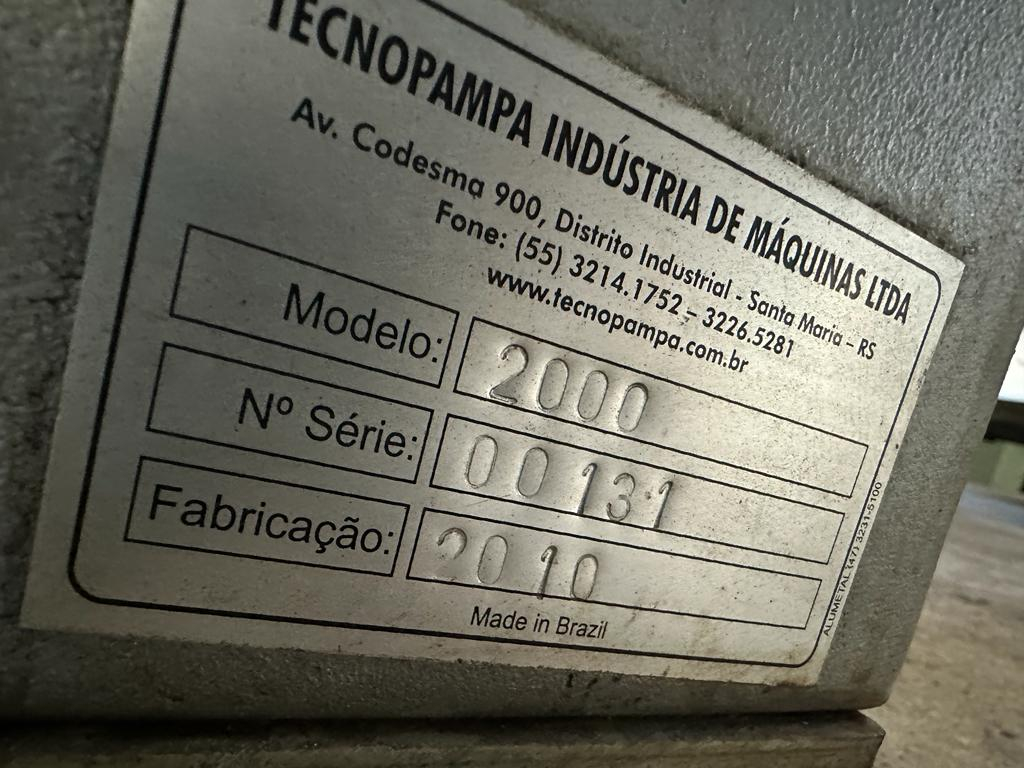 TECNOPAMPA INDÚSTRIA DE MÁQUINAS LTDA
Av. Codesma 900, Distrito Industrial - Santa Maria – RS
Fone: (55) 3214.1752 – 3226.5281
www.tecnopampa.com.br
Modelo: 2000
Nº Série: 00131
Fabricação: 2010
Made in Brazil
ALUMETAL (47) 3231-5100